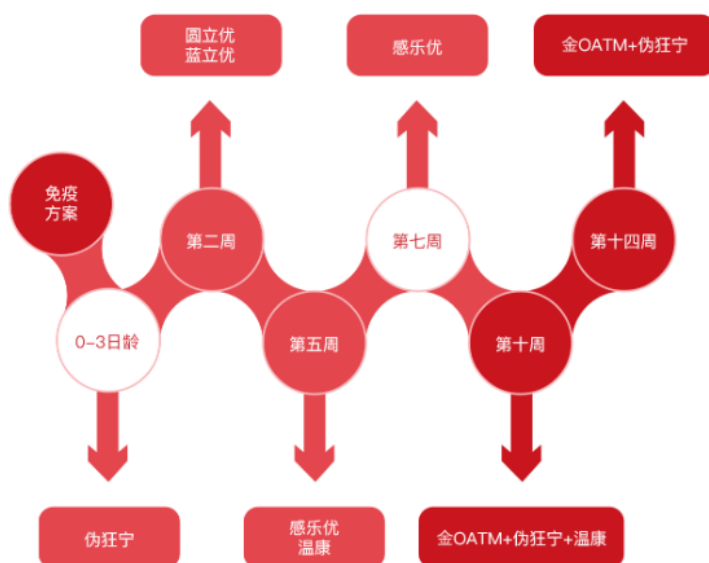 圆立优
蓝立优
感乐优
金OATM+伪狂宁
免疫
方案
第二周
第七周
第十四周
0-3日龄
第五周
第十周
伪狂宁
感乐优
温康
金OATM+伪狂宁+温康